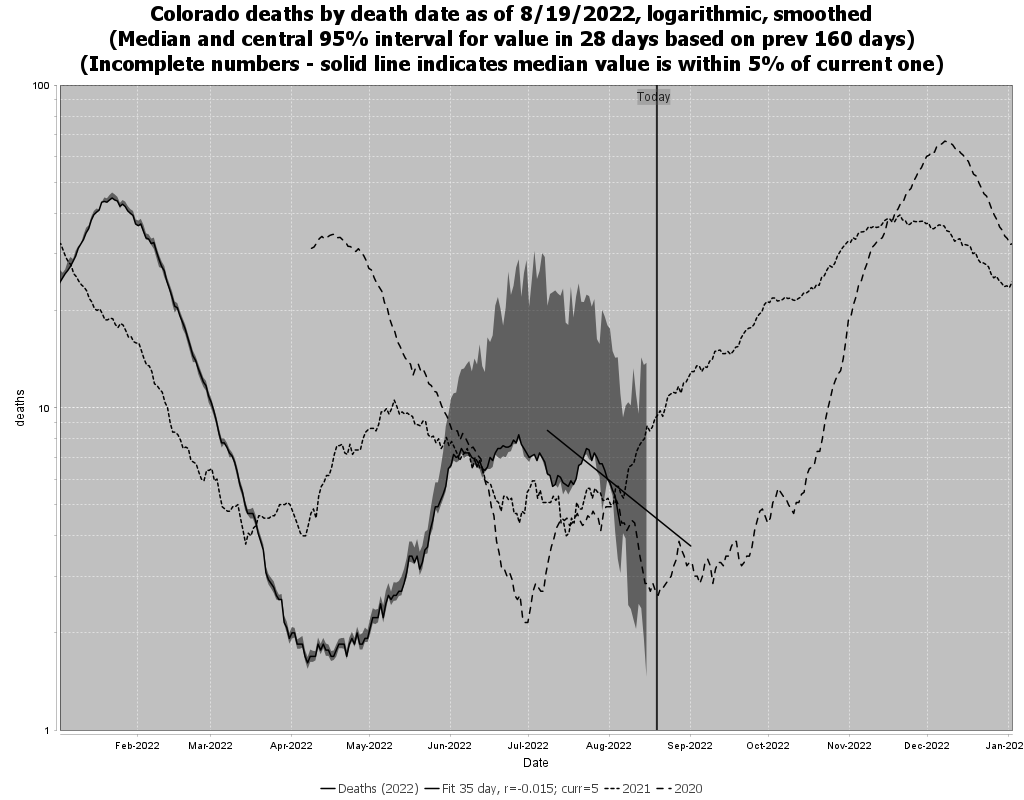 Colorado deaths by death date as of 8/19/2022, logarithmic, smoothed
(Median and central 95% interval for value in 28 days based on prev 160 days)
(Incomplete numbers - solid line indicates median value is within 5% of current one)
Today
100
10
1
deaths
Feb-2022 Mar-2022 Apr-2022 May-2022 Jun-2022 Jul-2022 Aug-2022 Sep-2022 Oct-2022 Nov-2022 Dec-2022 Jan-202
Date
Deaths (2022) Fit 35 day, r=-0.015; curr=5 2021 2020